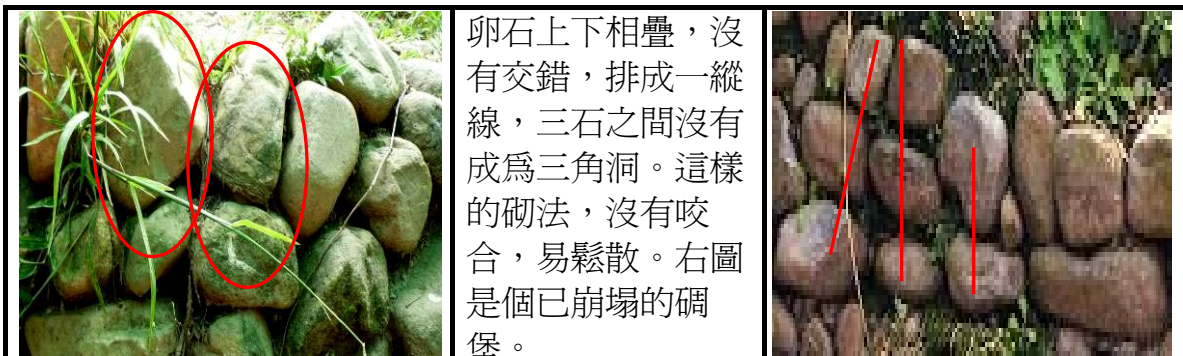 卵石上下相疊，沒
有交錯，排成一縱
線，三石之間沒有
成爲三角洞。這樣
的砌法，沒有咬
合，易鬆散。右圖
是個已崩塌的碉
堡。